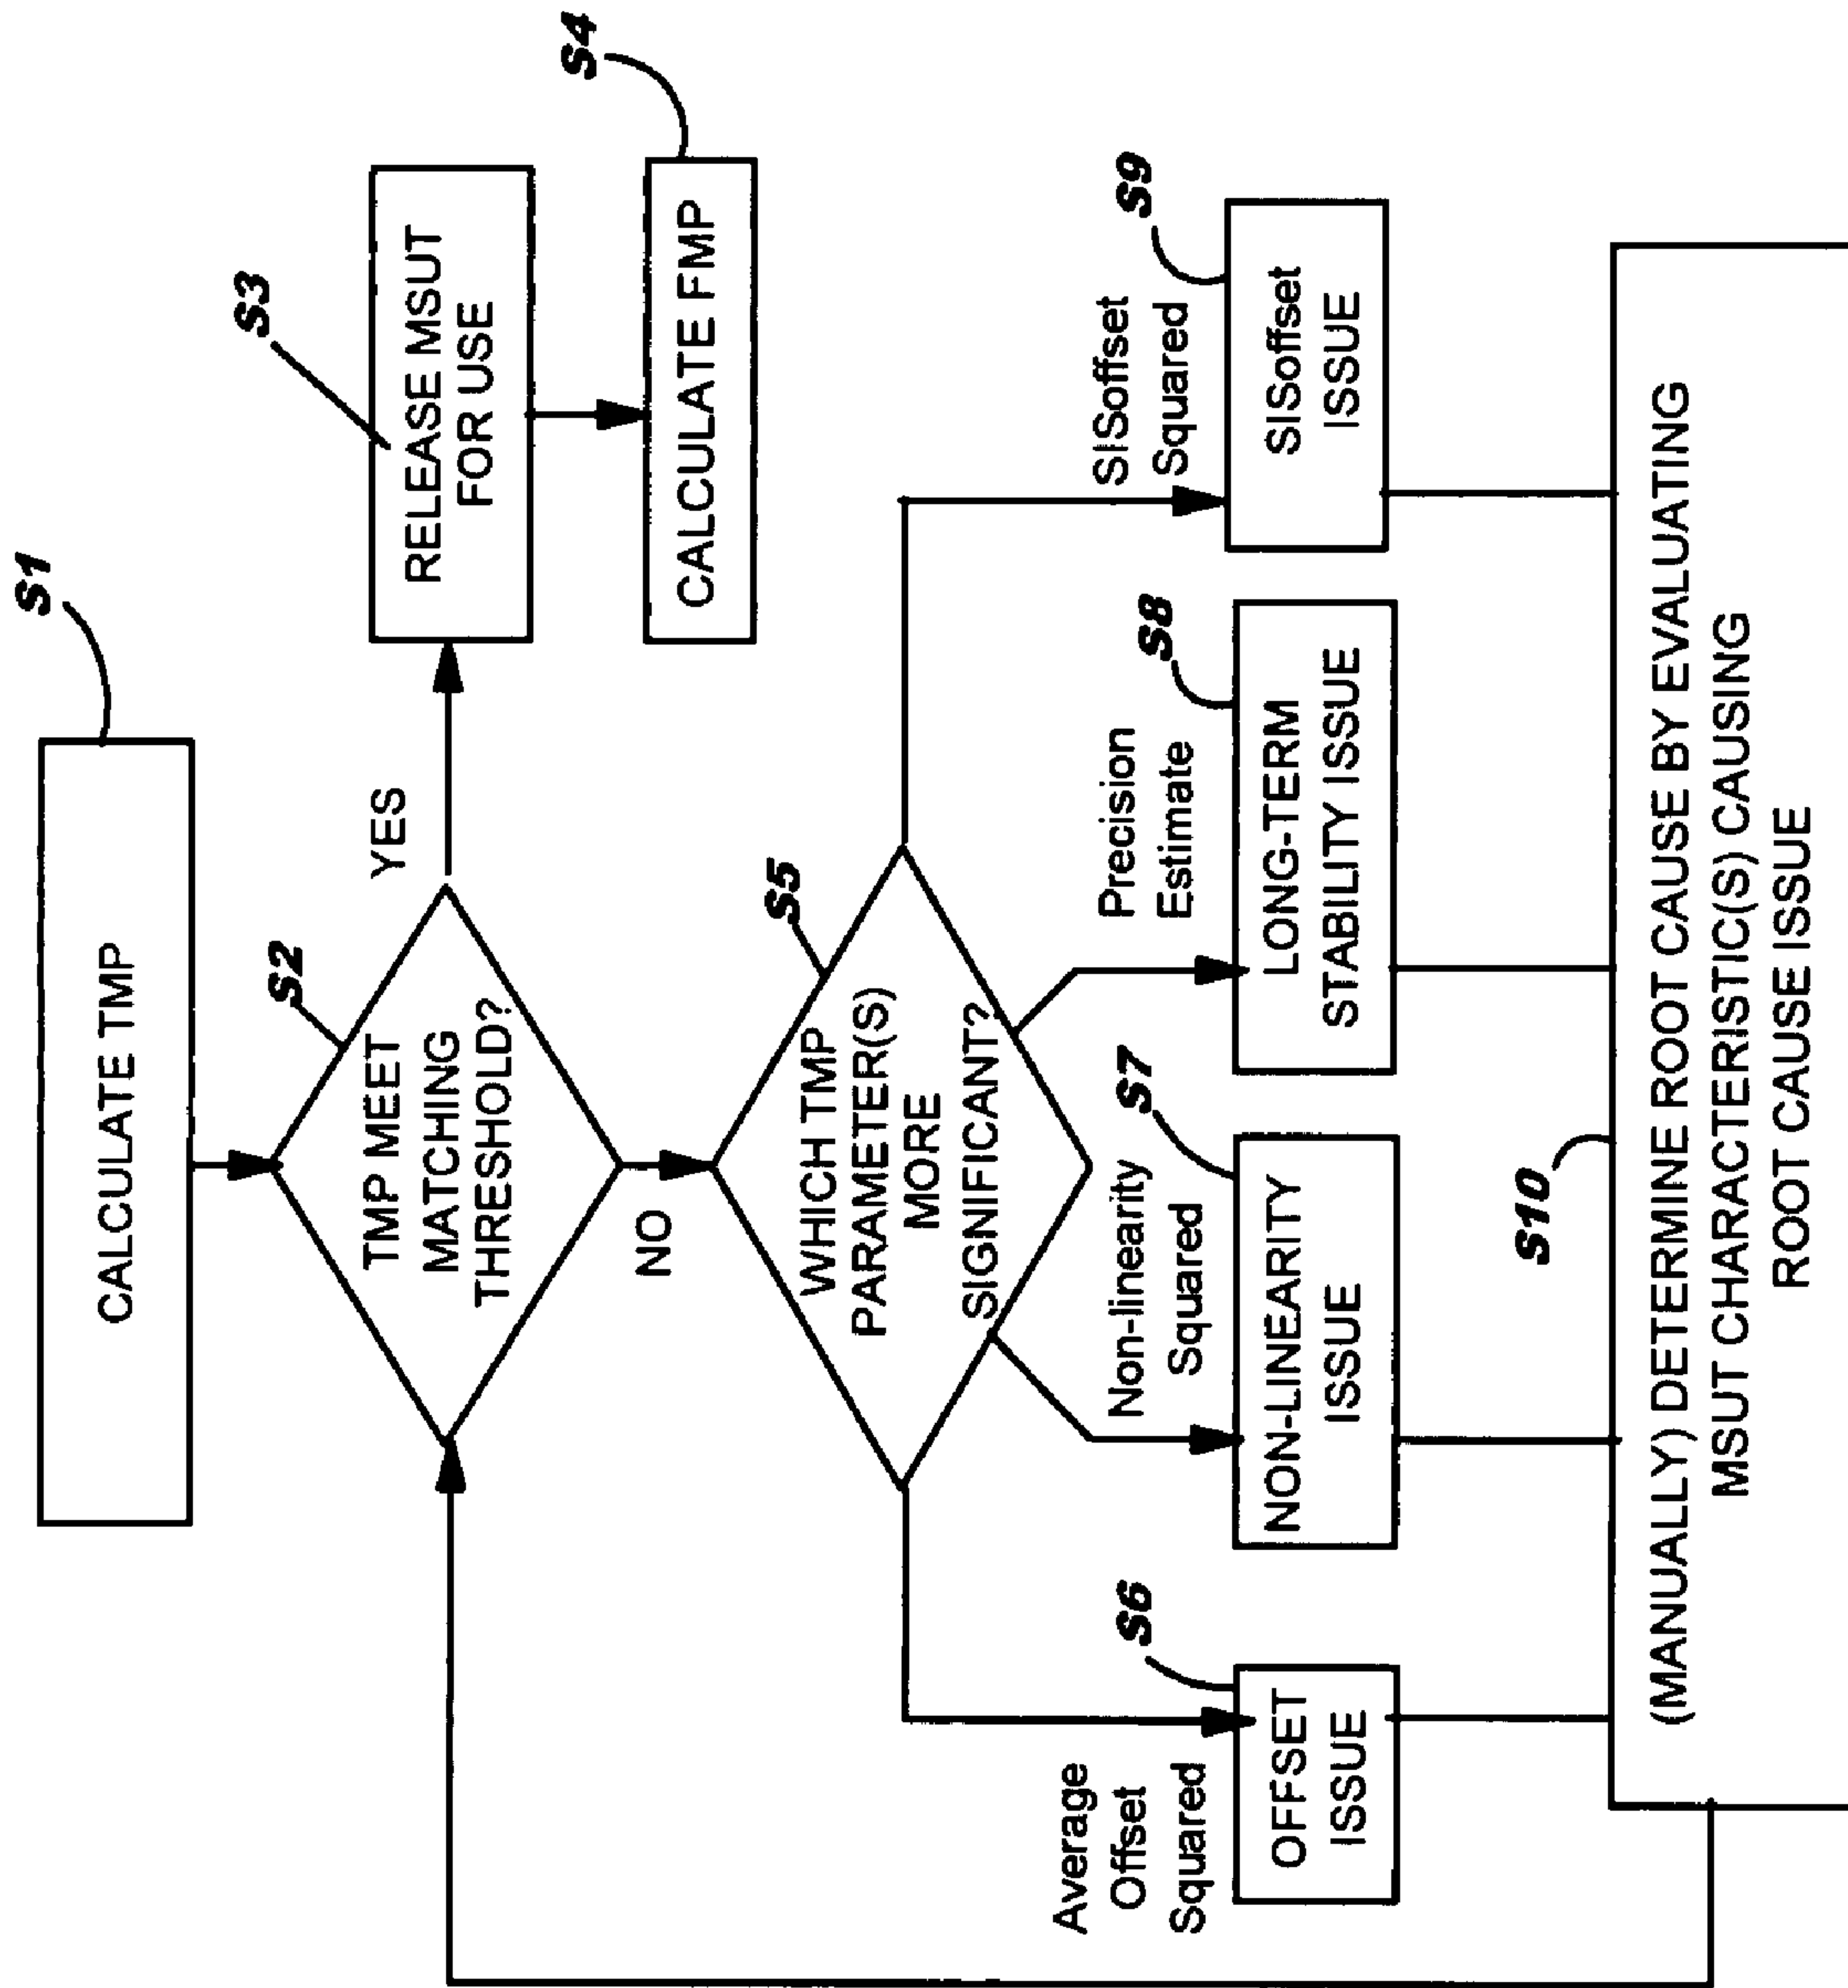 S1
CALCULATE TMP
S2
TMP MEET
MATCHING
THRESHOLD?
YES
NO
S3
RELEASE MSUT
FOR USE
S4
CALCULATE FMP
S5
WHICH TMP
PARAMETER(S)
MORE
SIGNIFICANT?
Average
Offset
Squared
S6
OFFSET
ISSUE
Non-linearity
Squared
S7
NON-LINEARITY
ISSUE
Precision
Estimate
S8
LONG-TERM
STABILITY ISSUE
SISoffset
Squared
S9
SISoffset
ISSUE
S10
(MANUALLY) DETERMINE ROOT CAUSE BY EVALUATING
MSUT CHARACTERISTIC(S) CAUSING
ROOT CAUSE ISSUE